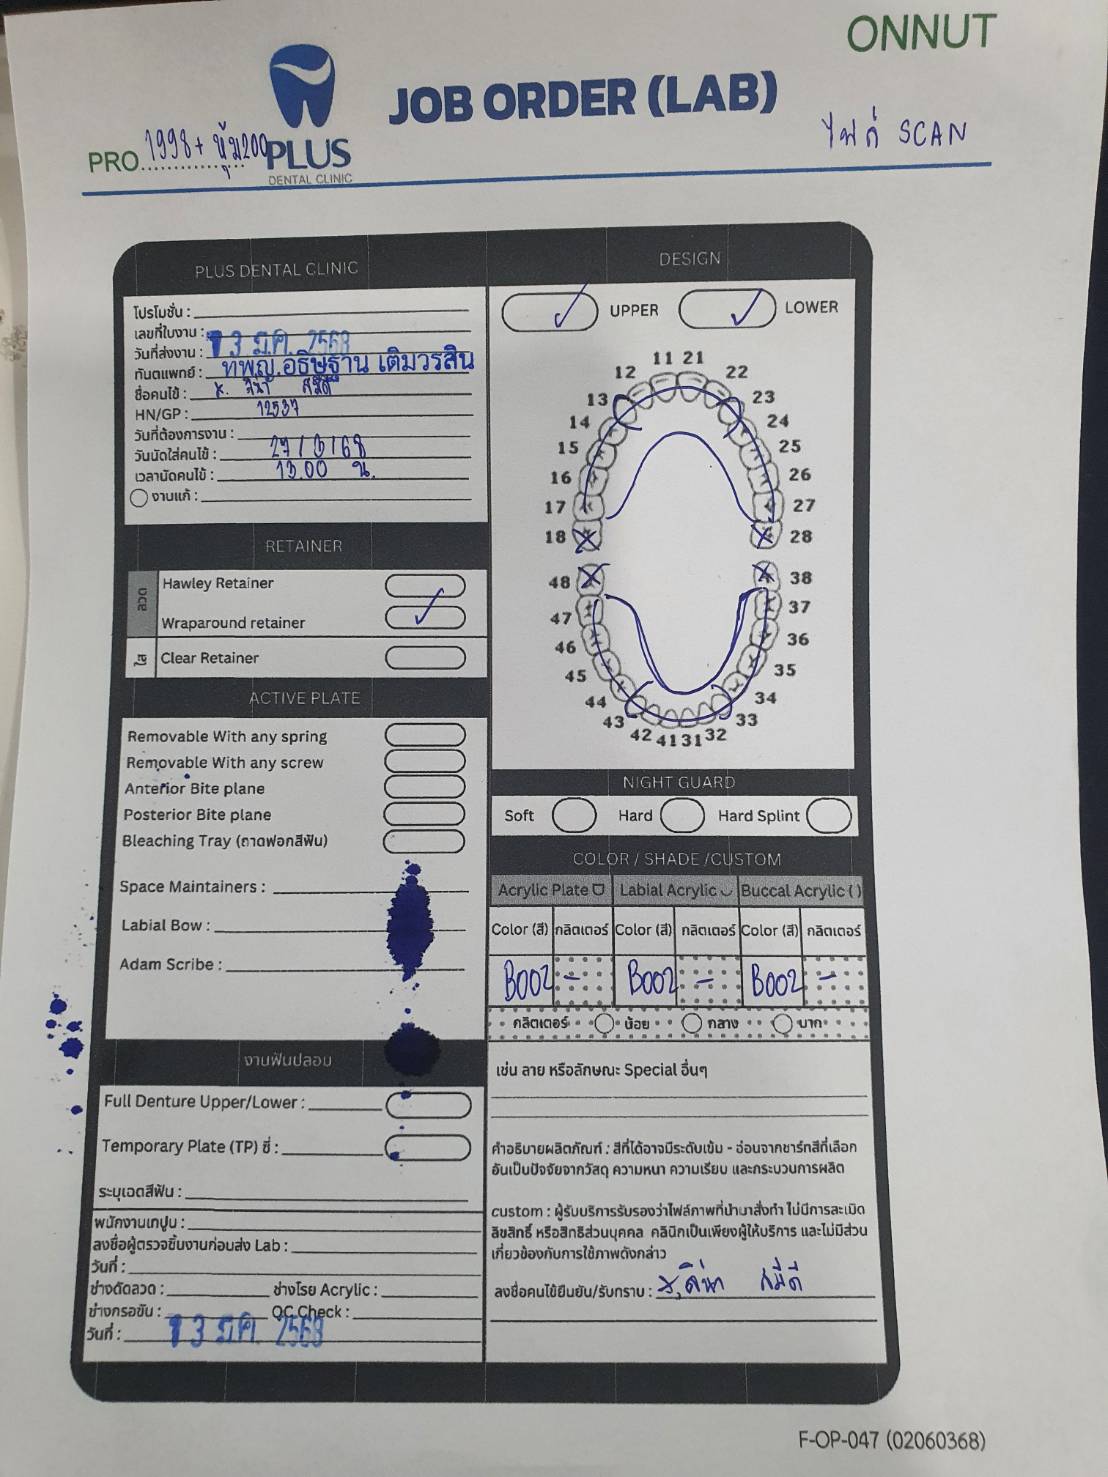 ONNUT
JOB ORDER (LAB)
PRO. 1998+ หุ้ม200
PLUS
DENTAL CLINIC
ไฟล์ SCAN
PLUS DENTAL CLINIC
โปรโมชั่น :
เลขที่ใบงาน :
วันที่ส่งงาน : 13 มี.ค. 2568
ทันตแพทย์ : ทพญ.อธิษฐาน เติมวรสิน
ชื่อคนไข้ :
HN/GP : 12537
วันที่ต้องการงาน :
วันนัดใส่คนไข้ : 27/3/68
เวลานัดคนไข้ : 13.00 น.
งานแก้ :
DESIGN
UPPER
LOWER
11 21
12 22
13 23
14 24
15 25
16 26
17 27
18 28
48 38
47 37
46 36
45 35
44 34
43 33
42 41 31 32
RETAINER
ลวด
Hawley Retainer
Wraparound retainer
ใส
Clear Retainer
ACTIVE PLATE
Removable With any spring
Removable With any screw
Anterior Bite plane
Posterior Bite plane
Bleaching Tray (ถาดฟอกสีฟัน)
Space Maintainers :
Labial Bow :
Adam Scribe :
NIGHT GUARD
Soft
Hard
Hard Splint
COLOR / SHADE /CUSTOM
Acrylic Plate
Labial Acrylic
Buccal Acrylic ( )
Color (สี) กลิตเตอร์ Color (สี) กลิตเตอร์ Color (สี) กลิตเตอร์
B002 - B002 - B002 -
กลิตเตอร์ น้อย กลาง มาก
เช่น ลาย หรือลักษณะ Special อื่นๆ
งานฟันปลอม
Full Denture Upper/Lower :
Temporary Plate (TP) ซี่ :
ระบุเฉดสีฟัน :
พนักงานเทปูน :
ลงชื่อผู้ตรวจชิ้นงานก่อนส่ง Lab :
วันที่ :
ช่างดัดลวด :
ช่างโรย Acrylic :
ช่างกรอขัน :
QC Check :
วันที่ : 13 มี.ค. 2568
คำอธิบายผลิตภัณฑ์ : สีที่ได้อาจมีระดับเข้ม - อ่อนจากชาร์ทสีที่เลือก
อันเป็นปัจจัยจากวัสดุ ความหนา ความเรียบ และกระบวนการผลิต
custom : ผู้รับบริการรับรองว่าไฟล์ภาพที่นำมาสั่งทำ ไม่มีการละเมิด
ลิขสิทธิ์ หรือสิทธิส่วนบุคคล คลินิกเป็นเพียงผู้ให้บริการ และไม่มีส่วน
เกี่ยวข้องกับการใช้ภาพดังกล่าว
ลงชื่อคนไข้ยืนยัน/รับทราบ :
F-OP-047 (02060368)